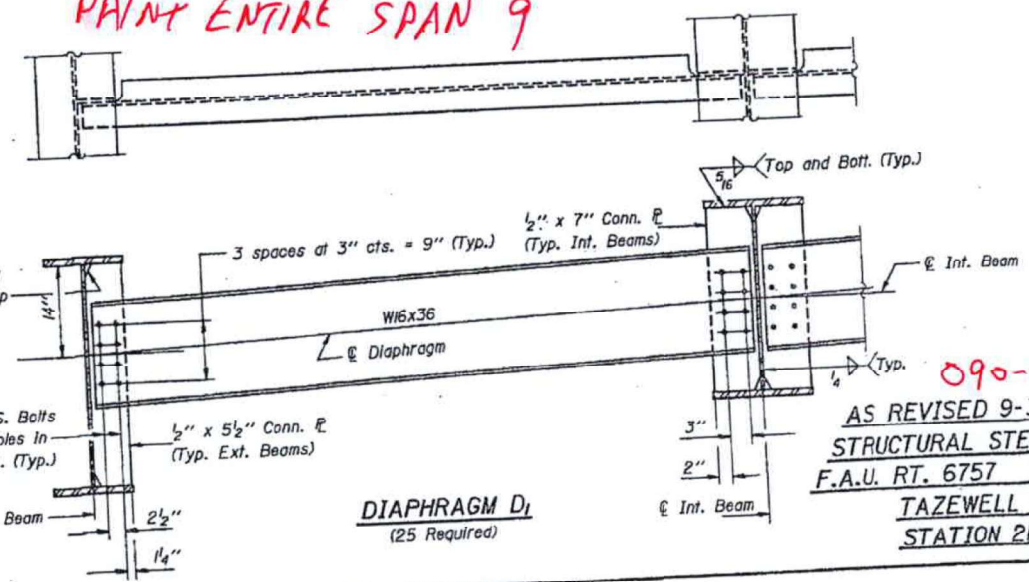 PAINT ENTIRE SPAN 9
5/16
Top and Bott. (Typ.)
1/2" x 7" Conn. ℄
(Typ. Int. Beams)
3 spaces at 3" cts. = 9" (Typ.)
℄ Int. Beam
14"
W16x36
℄ Diaphragm
1/4
(Typ.)
090-
AS REVISED 9-
STRUCTURAL STE
F.A.U. RT. 6757
TAZEWELL
STATION 2
S. Bolts
oles in
(Typ.)
1/2" x 5 1/2" Conn. ℄
(Typ. Ext. Beams)
3"
2"
℄ Int. Beam
Beam
2 1/2"
1 1/4"
DIAPHRAGM D1
(25 Required)